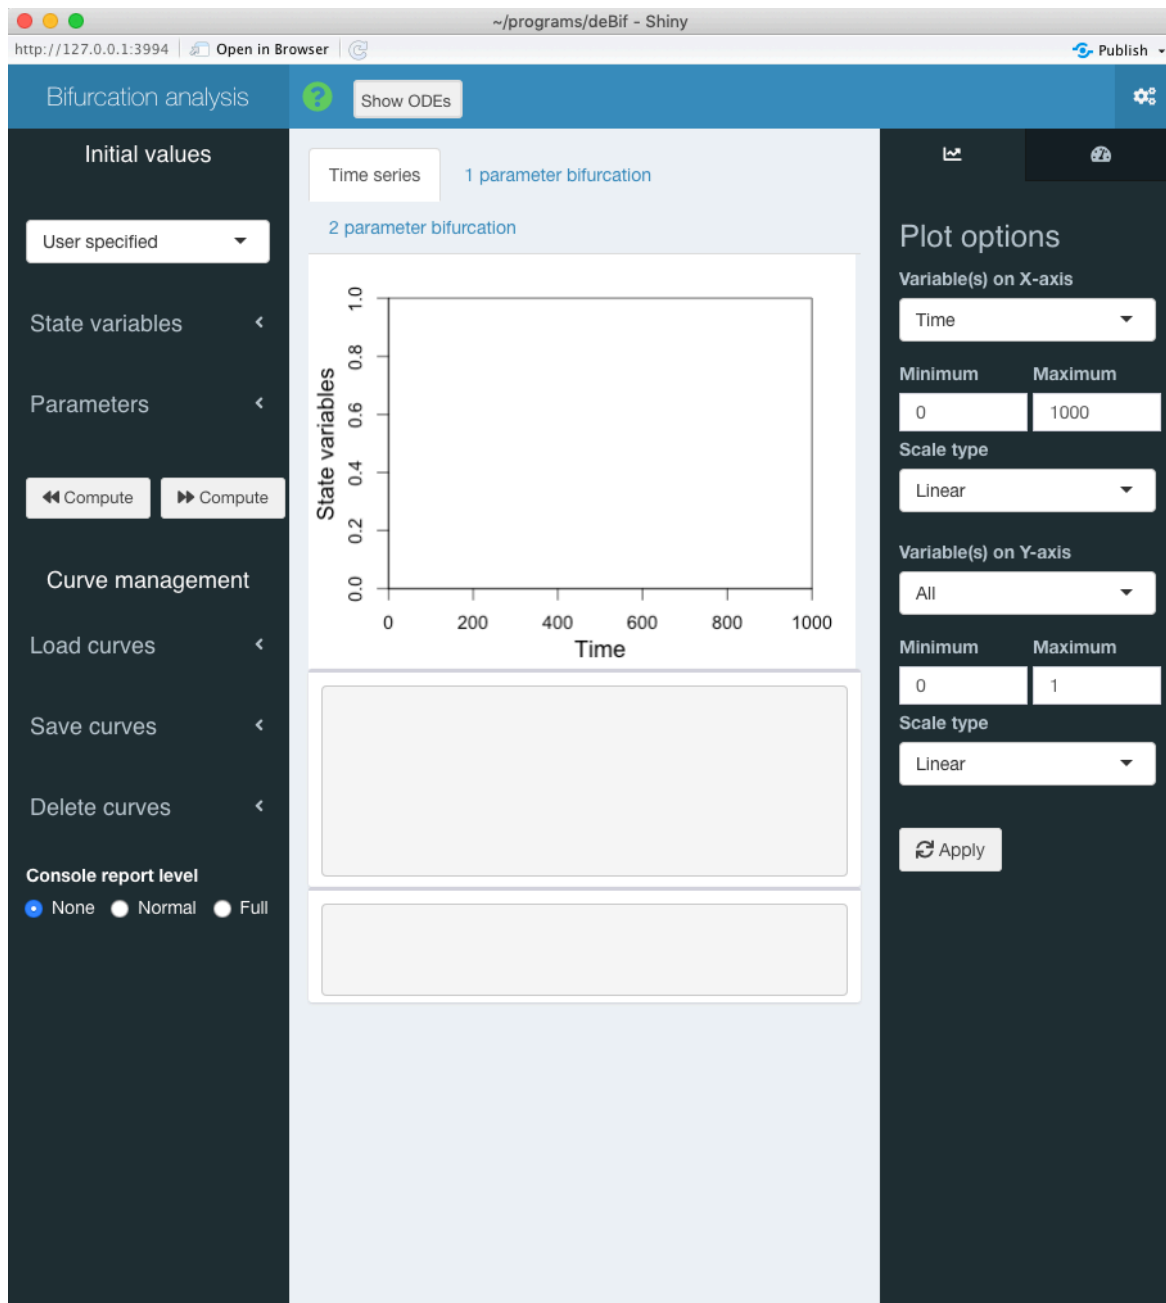 ~/programs/deBif - Shiny
http://127.0.0.1:3994 Open in Browser Publish
Bifurcation analysis
Show ODEs
Initial values
User specified
State variables
Parameters
Compute Compute
Curve management
Load curves
Save curves
Delete curves
Console report level
None Normal Full
Time series 1 parameter bifurcation
2 parameter bifurcation
State variables
1.0
0.8
0.6
0.4
0.2
0.0
0 200 400 600 800 1000
Time
Plot options
Variable(s) on X-axis
Time
Minimum Maximum
0 1000
Scale type
Linear
Variable(s) on Y-axis
All
Minimum Maximum
0 1
Scale type
Linear
Apply